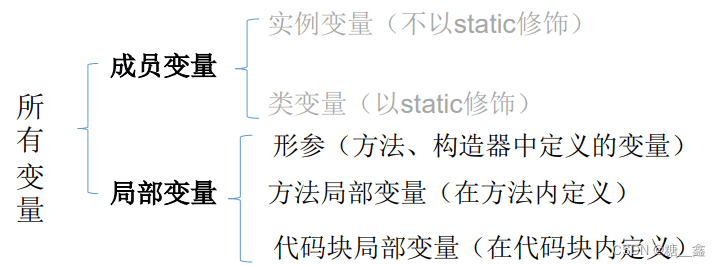 所有变量
成员变量
实例变量（不以static修饰）
类变量（以static修饰）
局部变量
形参（方法、构造器中定义的变量）
方法局部变量（在方法内定义）
代码块局部变量（在代码块内定义）
CSDN @糖__鑫